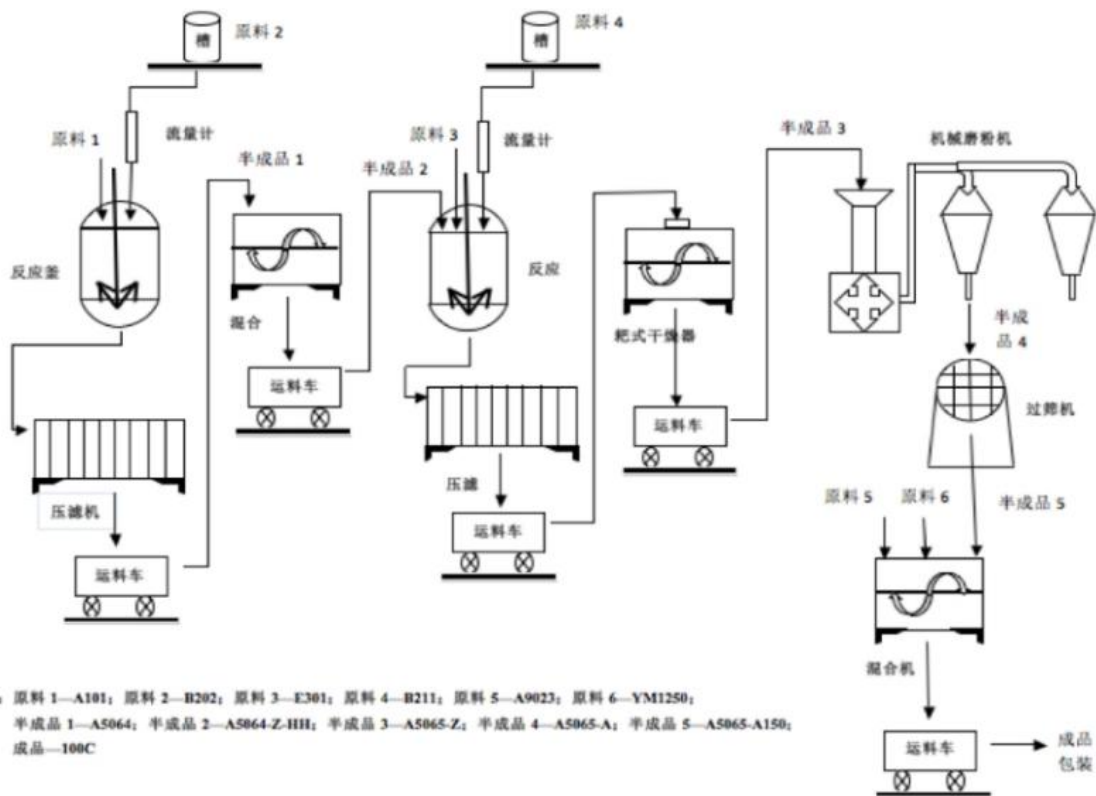 槽
原料 2
槽
原料 4
原料 1
流量计
原料 3
流量计
半成品 1
半成品 2
半成品 3
机械磨粉机
反应釜
混合
反应
耙式干燥器
半成
品 4
运料车
运料车
过筛机
压滤机
压滤
运料车
运料车
原料 5
原料 6
半成品 5
混合机
运料车
成品
包装
原料 1—A101; 原料 2—B202; 原料 3—E301; 原料 4—B211; 原料 5—A9023; 原料 6—YM1250;
半成品 1—A5064; 半成品 2—A5064-Z-HH; 半成品 3—A5065-Z; 半成品 4—A5065-A; 半成品 5—A5065-A150;
成品—100C